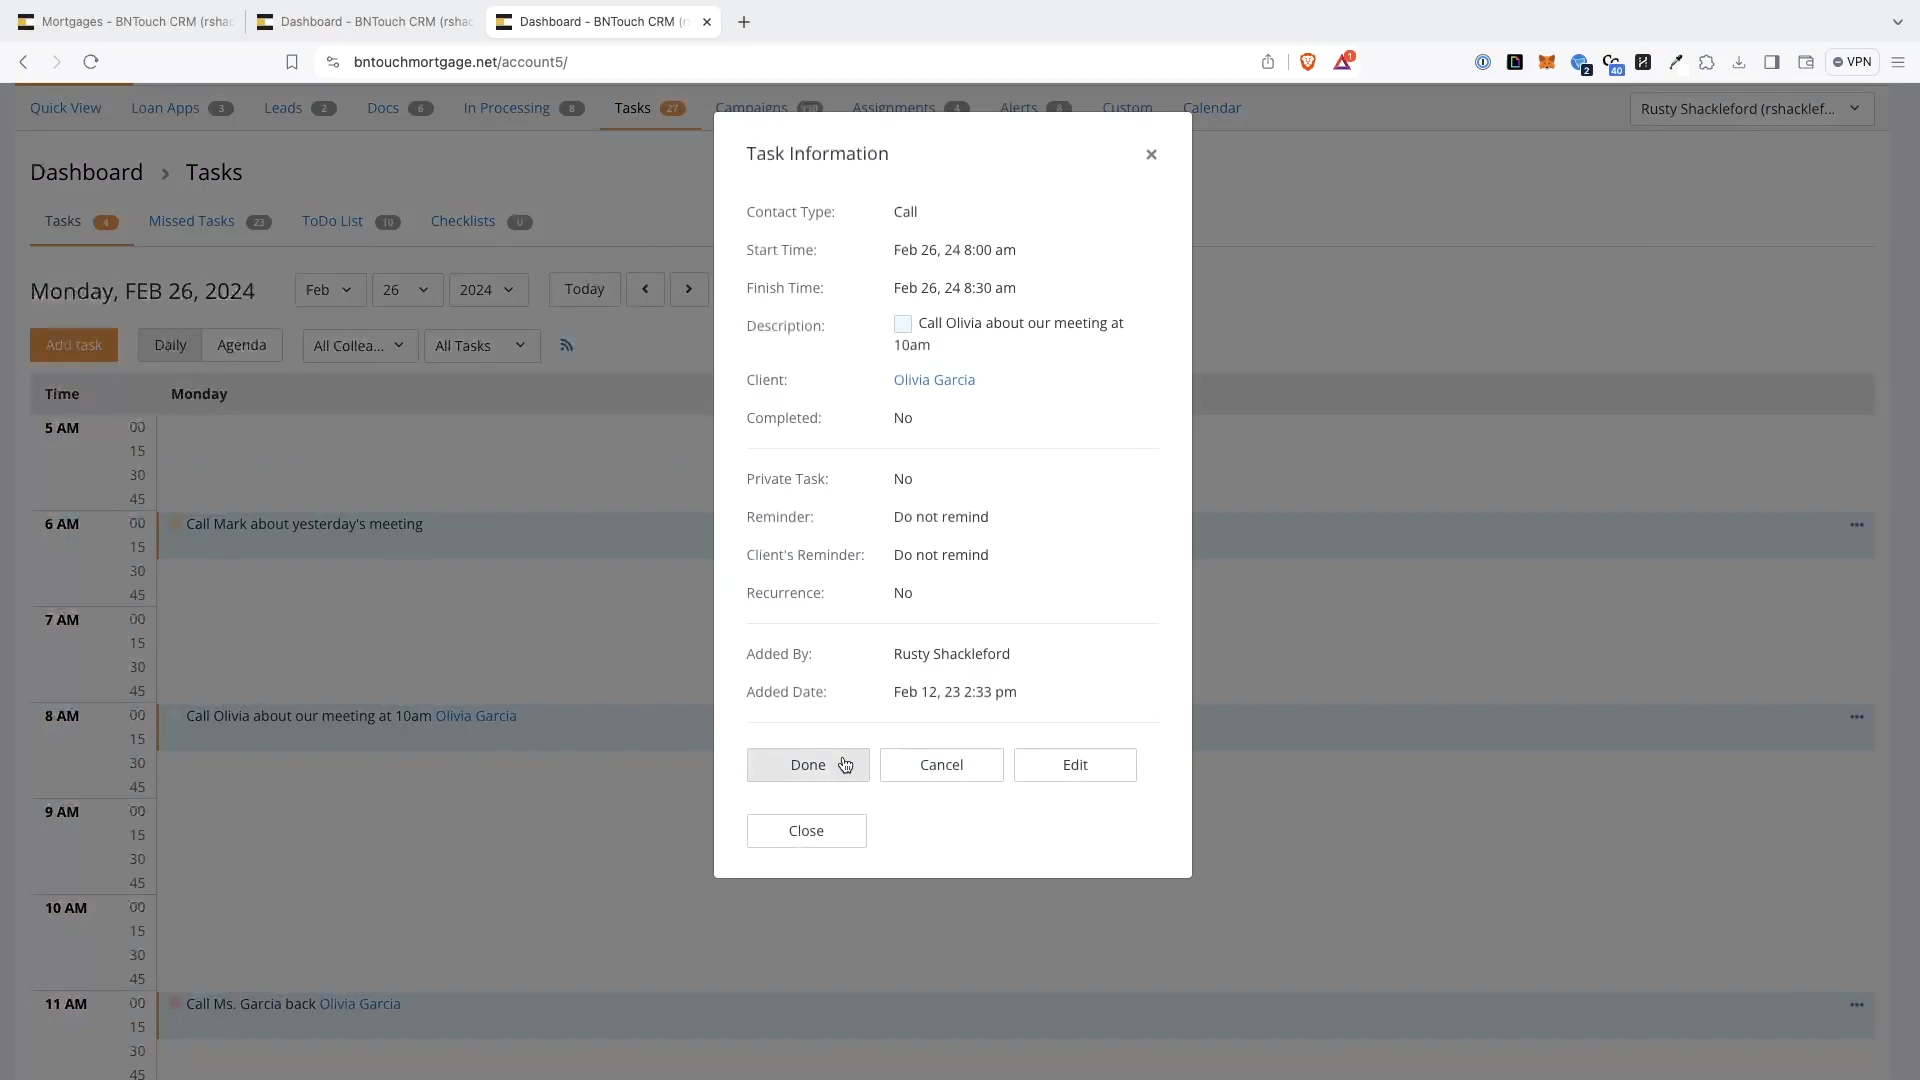 Mortgages - BNTouch CRM (rshac
Dashboard - BNTouch CRM (rshac
Dashboard - BNTouch CRM (r
bntouchmortgage.net/account5/
1
2
40
VPN
Quick View
Loan Apps 3
Leads 2
Docs 6
In Processing 8
Tasks 27
Campaigns
Assignments 4
Alerts 8
Custom
Calendar
Rusty Shackleford (rshacklef...
Dashboard > Tasks
Tasks 4
Missed Tasks 23
ToDo List 10
Checklists 0
Monday, FEB 26, 2024
Feb
26
2024
Today
Add task
Daily
Agenda
All Collea...
All Tasks
Time
Monday
5 AM 00
15
30
45
6 AM 00 Call Mark about yesterday's meeting
15
30
45
7 AM 00
15
30
45
8 AM 00 Call Olivia about our meeting at 10am Olivia Garcia
15
30
45
9 AM 00
15
30
45
10 AM 00
15
30
45
11 AM 00 Call Ms. Garcia back Olivia Garcia
15
30
45
Task Information
Contact Type: Call
Start Time: Feb 26, 24 8:00 am
Finish Time: Feb 26, 24 8:30 am
Description: Call Olivia about our meeting at
10am
Client: Olivia Garcia
Completed: No
Private Task: No
Reminder: Do not remind
Client's Reminder: Do not remind
Recurrence: No
Added By: Rusty Shackleford
Added Date: Feb 12, 23 2:33 pm
Done
Cancel
Edit
Close